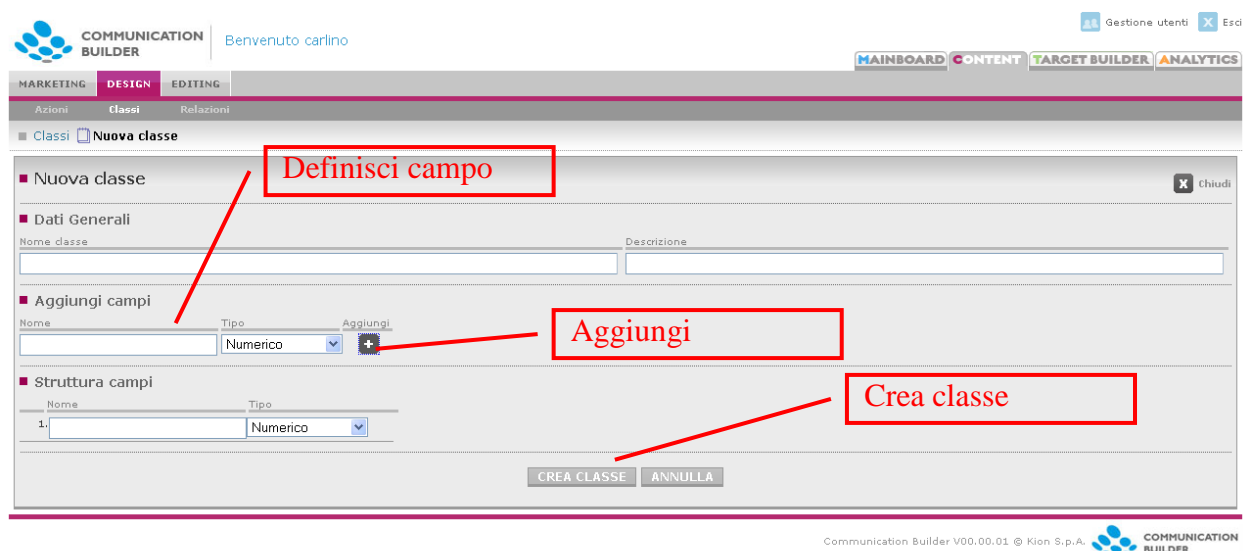 COMMUNICATION
BUILDER
Benvenuto carlino
Gestione utenti X Esci
MAINBOARD CONTENT TARGET BUILDER ANALYTICS
MARKETING DESIGN EDITING
Azioni Classi Relazioni
Classi Nuova classe
Definisci campo
Nuova classe
X Chiudi
Dati Generali
Nome classe Descrizione
Aggiungi campi
Nome Tipo Aggiungi
Numerico +
Aggiungi
Struttura campi
Nome Tipo
1. Numerico
Crea classe
CREA CLASSE ANNULLA
Communication Builder V00.00.01 @ Kion S.p.A.
COMMUNICATION
BUILDER